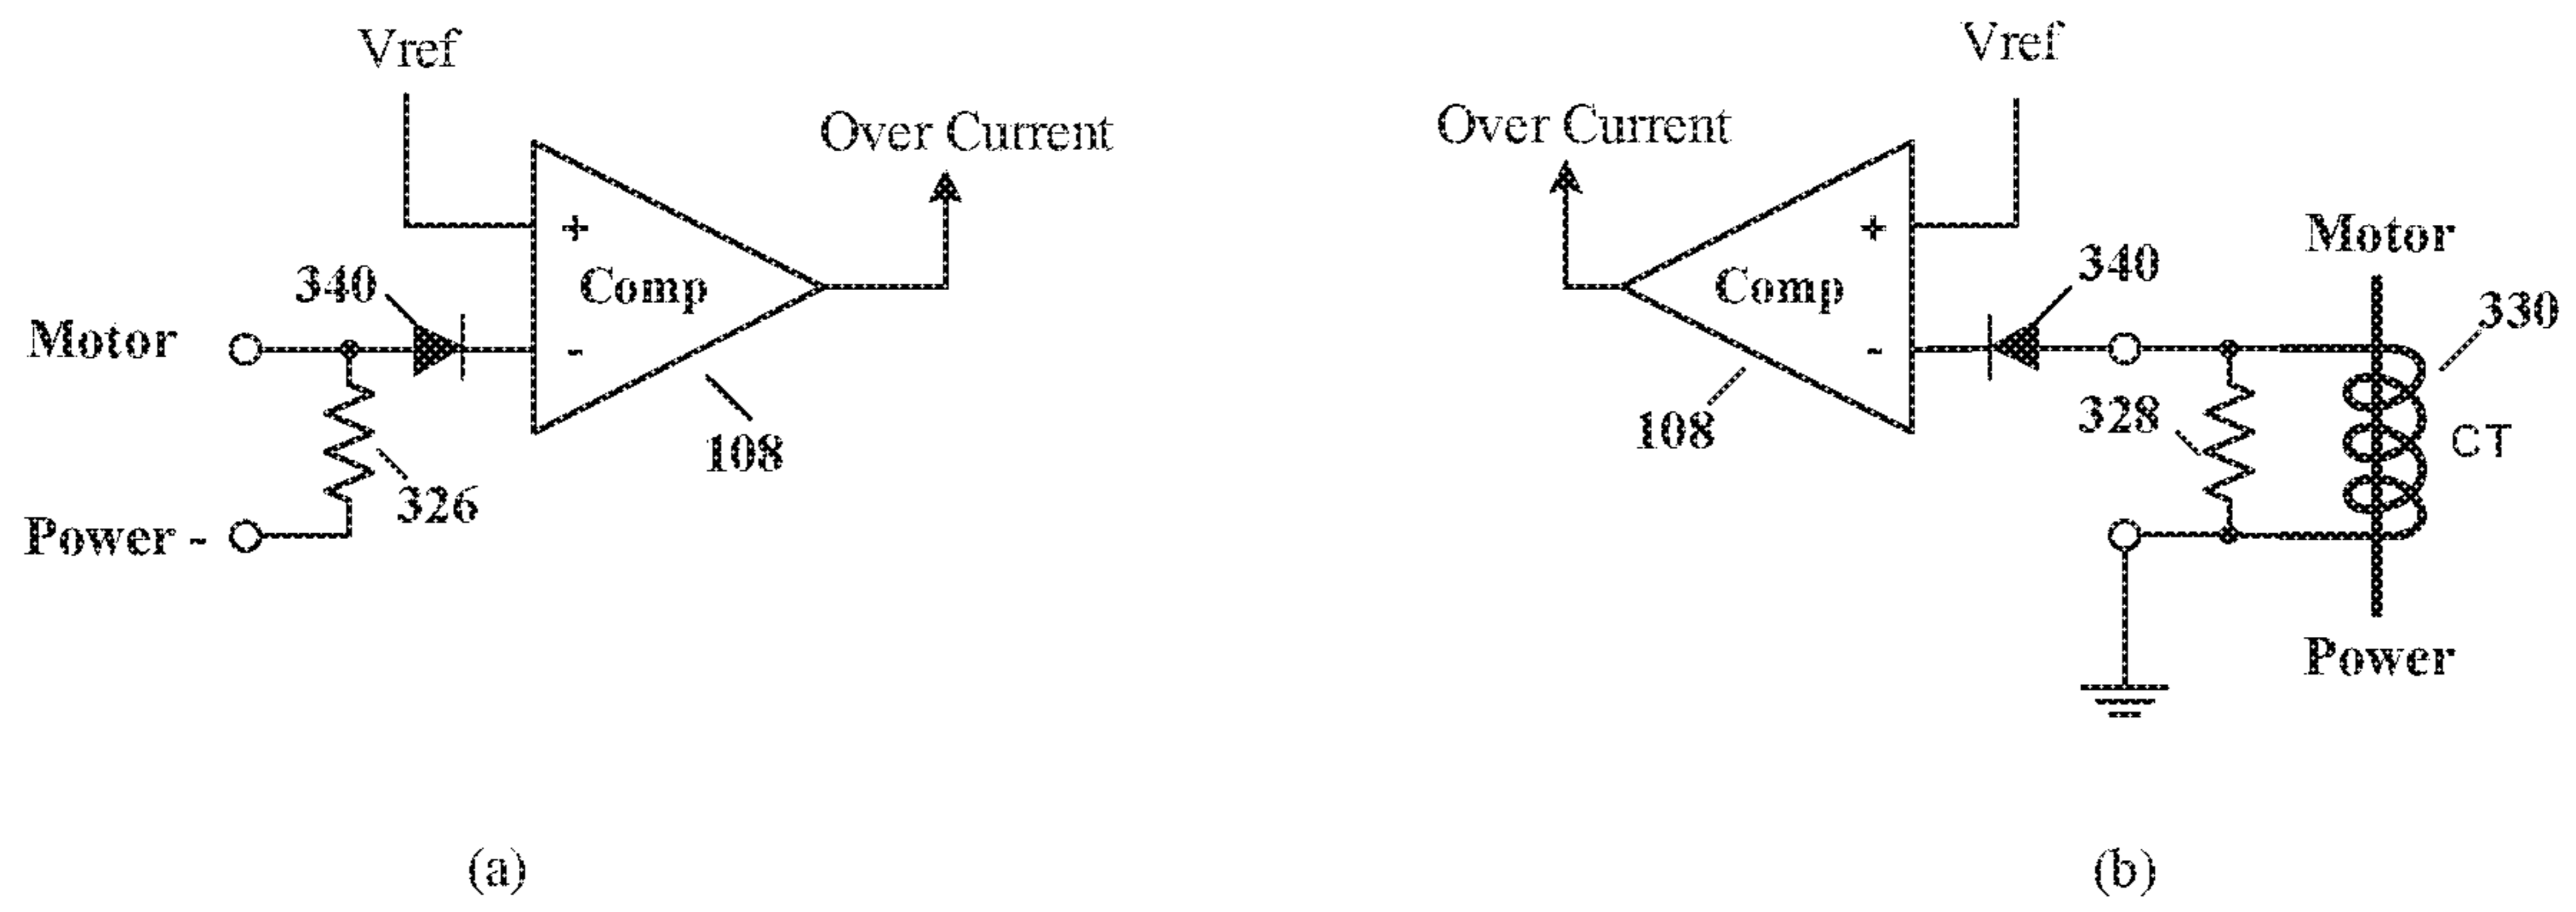 Vref
Over Current
+
Comp
-
340
Motor
108
326
Power -
(a)
Vref
Over Current
+
Comp
-
340
Motor
330
108
328
CT
Power
(b)